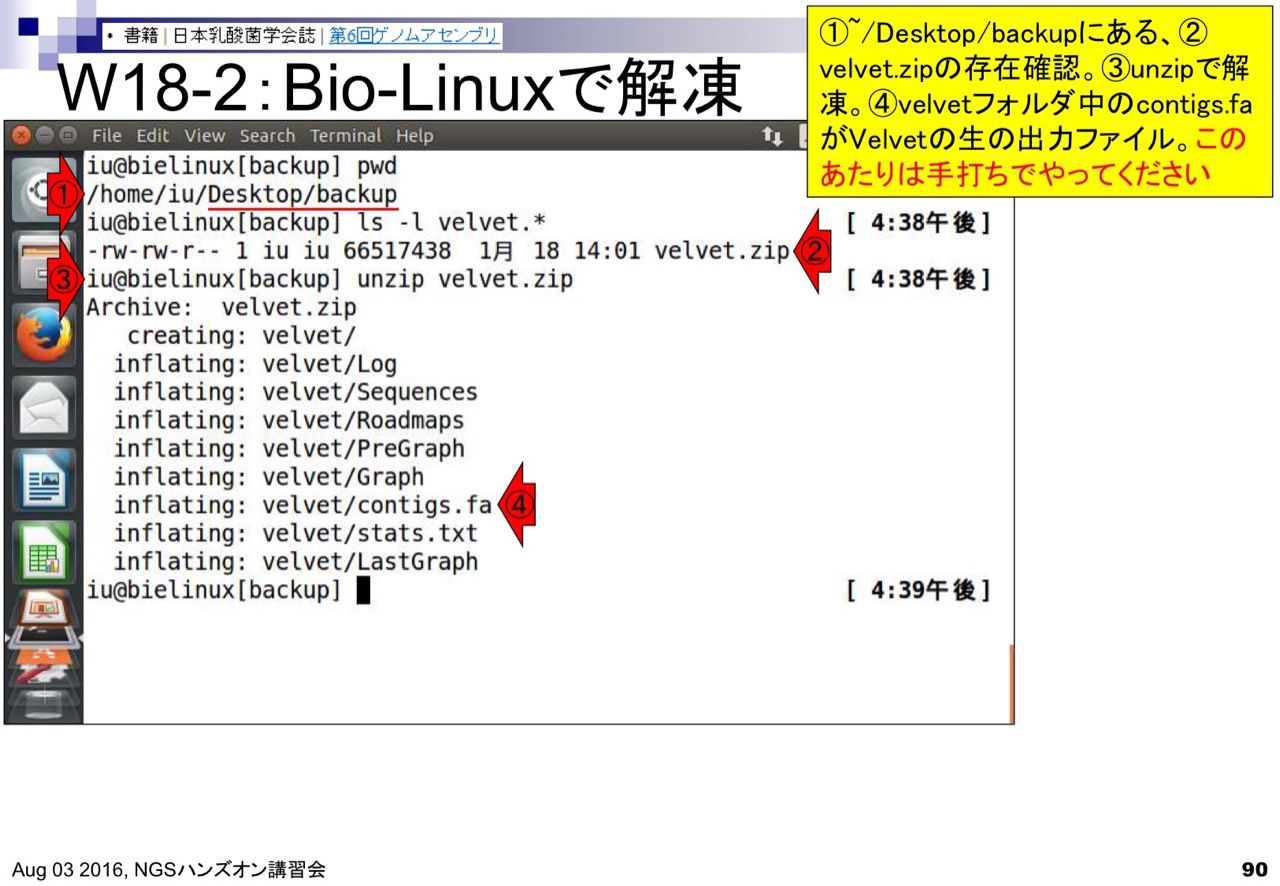 • 書籍 | 日本乳酸菌学会誌 | 第6回ゲノムアセンブリ
W18-2：Bio-Linuxで解凍
①~/Desktop/backupにある、②
velvet.zipの存在確認。③unzipで解
凍。④velvetフォルダ中のcontigs.fa
がVelvetの生の出力ファイル。この
あたりは手打ちでやってください
File Edit View Search Terminal Help
iu@bielinux[backup] pwd
① /home/iu/Desktop/backup
iu@bielinux[backup] ls -l velvet.* [ 4:38午後]
-rw-rw-r-- 1 iu iu 66517438 1月 18 14:01 velvet.zip ②
③ iu@bielinux[backup] unzip velvet.zip [ 4:38午後]
Archive: velvet.zip
creating: velvet/
inflating: velvet/Log
inflating: velvet/Sequences
inflating: velvet/Roadmaps
inflating: velvet/PreGraph
inflating: velvet/Graph
inflating: velvet/contigs.fa ④
inflating: velvet/stats.txt
inflating: velvet/LastGraph
iu@bielinux[backup] [ 4:39午後]
Aug 03 2016, NGSハンズオン講習会
90